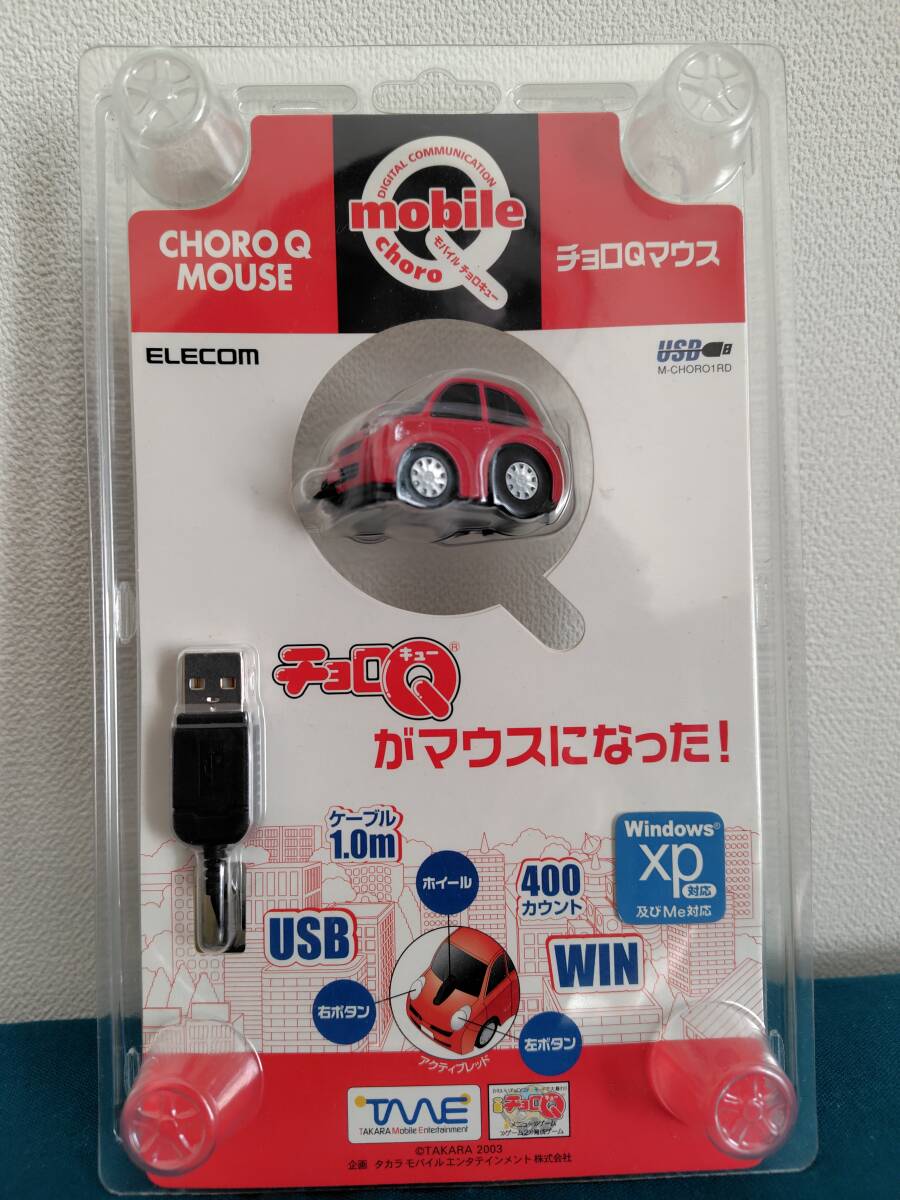 DIGITAL COMMUNICATION
mobile
choro
モバイル チョロキュー
CHORO Q
MOUSE
チョロQマウス
ELECOM
USB
M-CHORO1RD
チョロQ
キュー
®
がマウスになった!
ケーブル
1.0m
ホイール
400
カウント
Windows®
xp
対応
及びMe対応
USB
WIN
右ボタン
左ボタン
アクティブレッド
TME
TAKARA Mobile Entertainment
チョロQ
©TAKARA 2003
企画 タカラ モバイルエンタテインメント株式会社